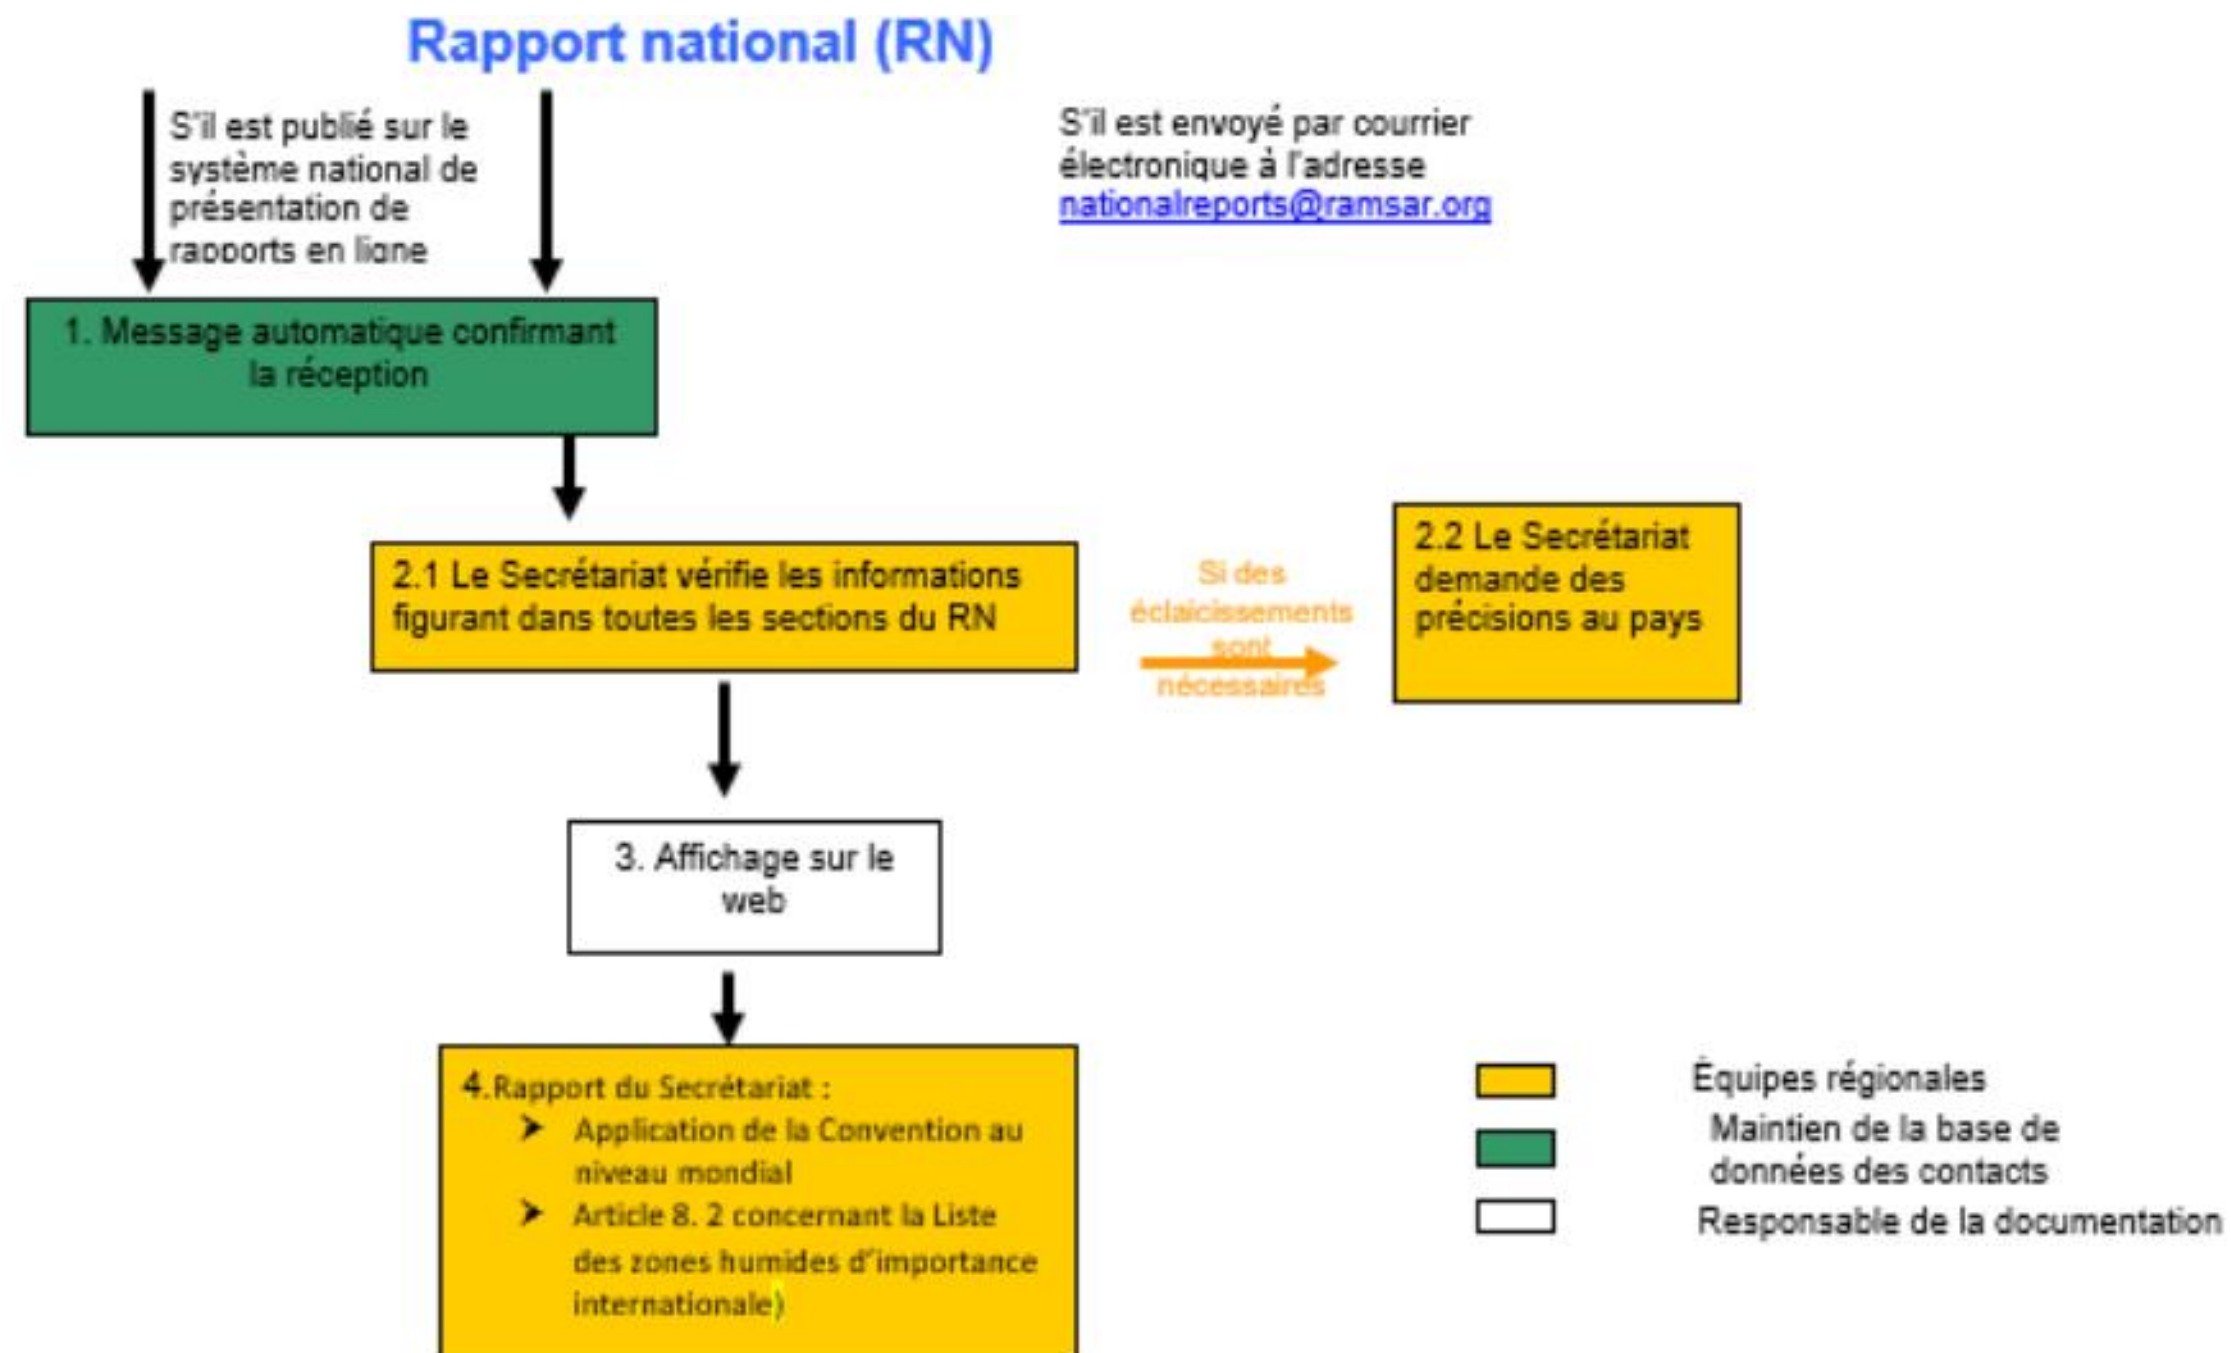 Rapport national (RN)
S'il est publié sur le
système national de
présentation de
rapports en ligne
S'il est envoyé par courrier
électronique à l'adresse
nationalreports@ramsar.org
1. Message automatique confirmant
la réception
2.1 Le Secrétariat vérifie les informations
figurant dans toutes les sections du RN
Si des
éclaicissements
sont
nécessaires
2.2 Le Secrétariat
demande des
précisions au pays
3. Affichage sur le
web
4.Rapport du Secrétariat :
➤ Application de la Convention au
niveau mondial
➤ Article 8. 2 concernant la Liste
des zones humides d'importance
internationale)
Équipes régionales
Maintien de la base de
données des contacts
Responsable de la documentation